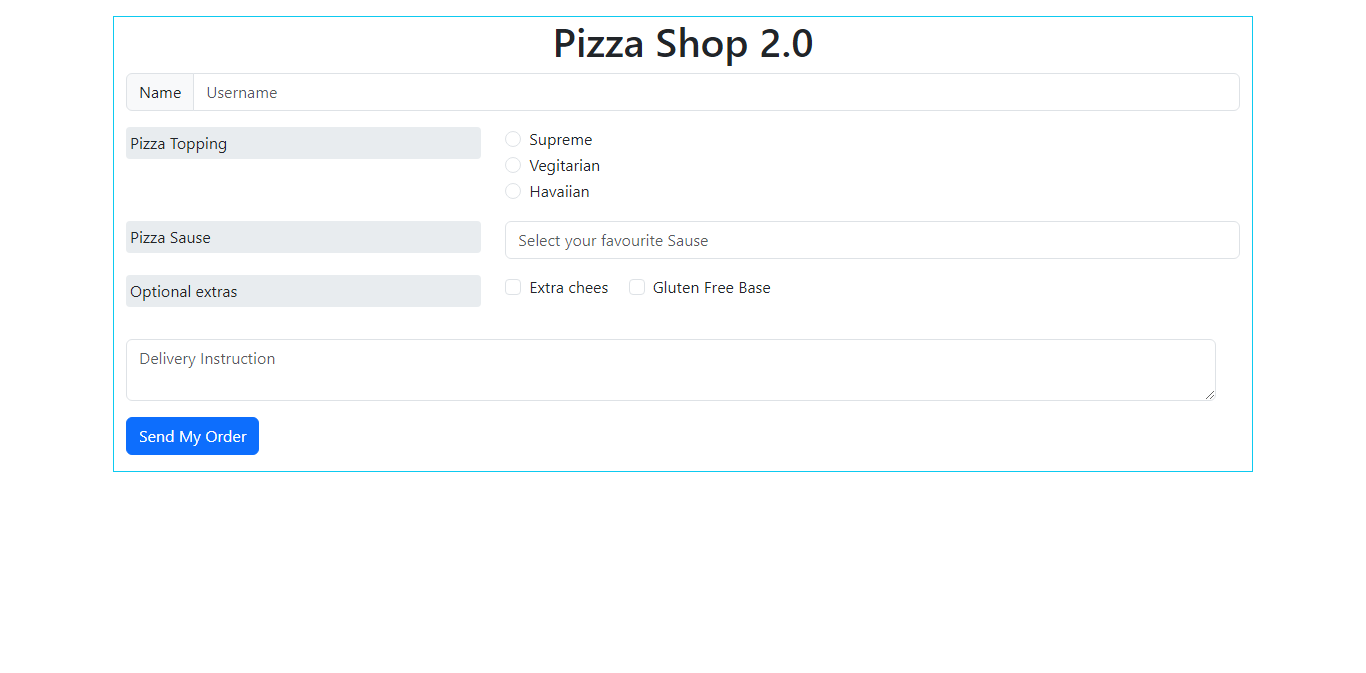 Pizza Shop 2.0
Name Username
Pizza Topping
Supreme
Vegitarian
Havaiian
Pizza Sause
Select your favourite Sause
Optional extras
Extra chees Gluten Free Base
Delivery Instruction
Send My Order